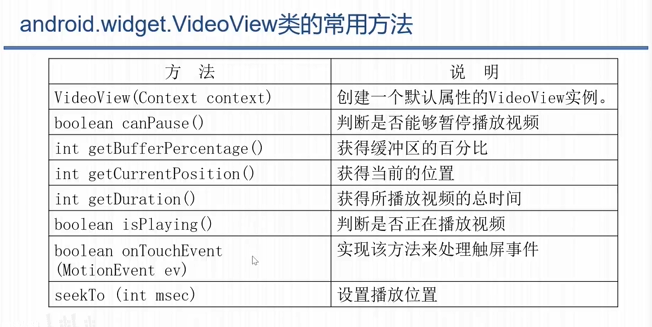 android.widget.VideoView类的常用方法
方 法 说 明
VideoView(Context context) 创建一个默认属性的VideoView实例。
boolean canPause() 判断是否能够暂停播放视频
int getBufferPercentage() 获得缓冲区的百分比
int getCurrentPosition() 获得当前的位置
int getDuration() 获得所播放视频的总时间
boolean isPlaying() 判断是否正在播放视频
boolean onTouchEvent 实现该方法来处理触屏事件
(MotionEvent ev)
seekTo (int msec) 设置播放位置